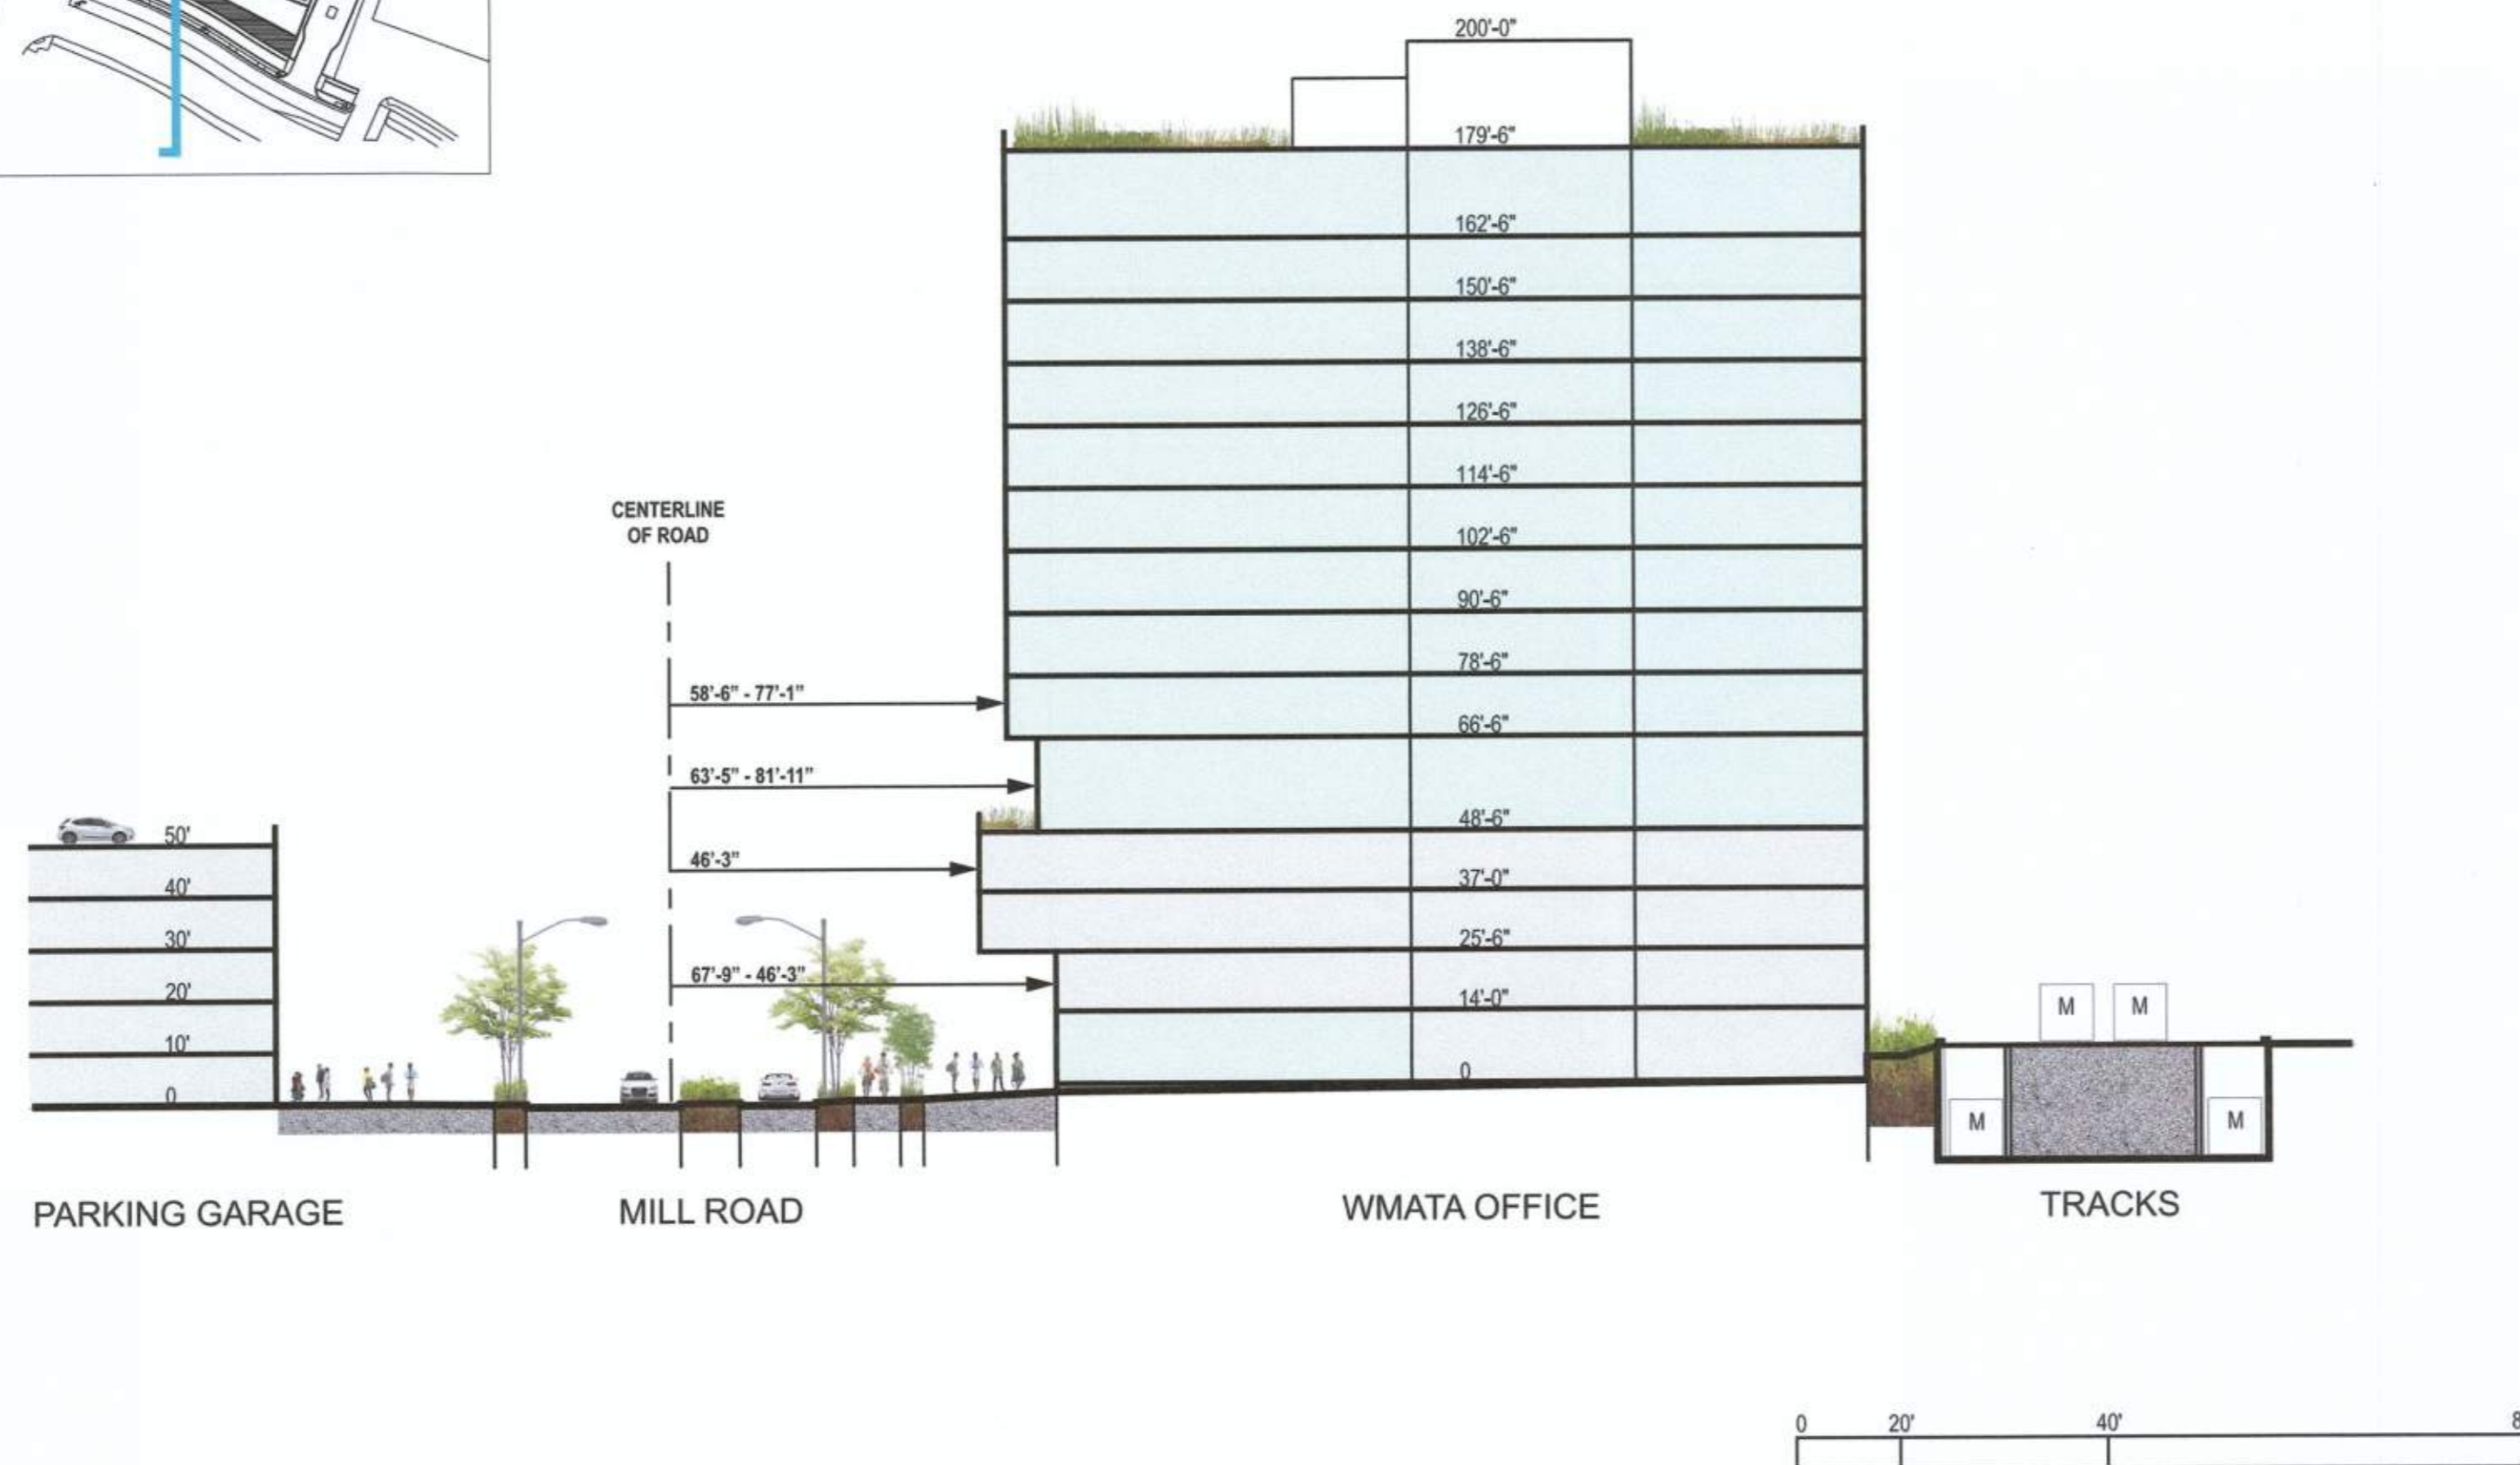 200'-0"
179'-6"
162'-6"
150'-6"
138'-6"
126'-6"
114'-6"
102'-6"
90'-6"
78'-6"
66'-6"
48'-6"
37'-0"
25'-6"
14'-0"
0
CENTERLINE
OF ROAD
58'-6" - 77'-1"
63'-5" - 81'-11"
46'-3"
67'-9" - 46'-3"
50'
40'
30'
20'
10'
0
M M
M M
PARKING GARAGE
MILL ROAD
WMATA OFFICE
TRACKS
0 20' 40'